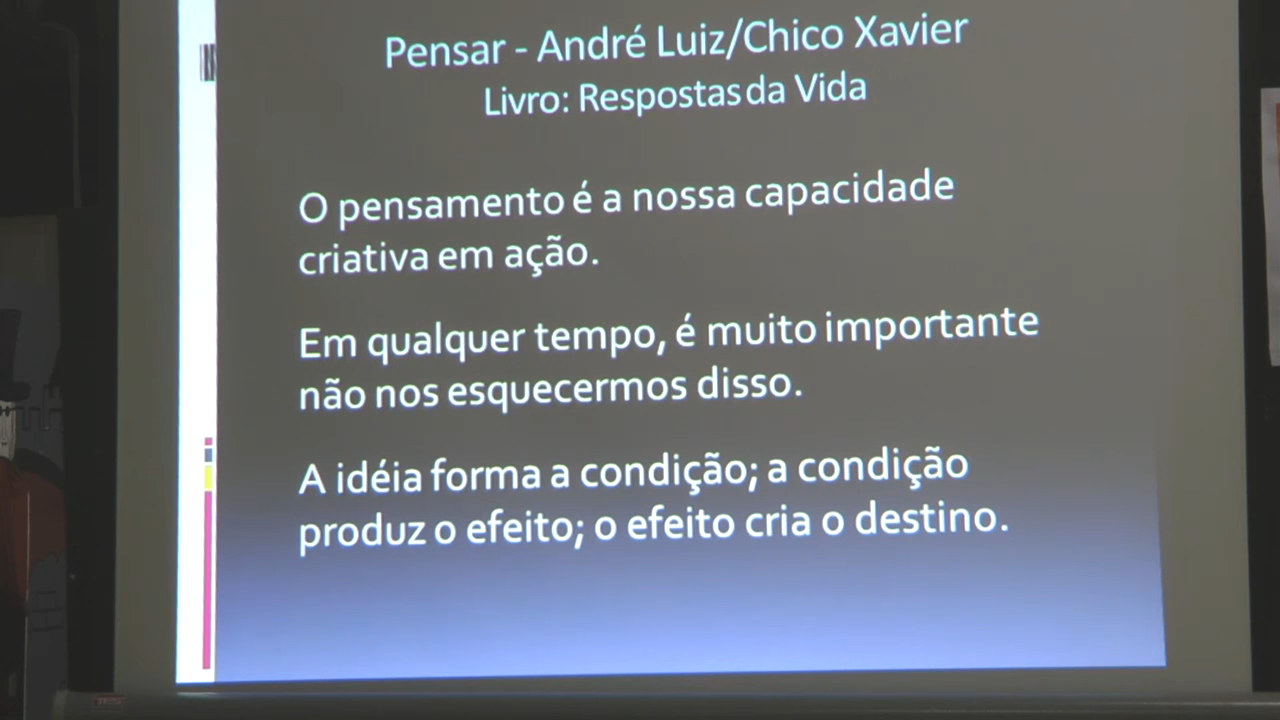 Pensar - André Luiz/Chico Xavier
Livro: Respostas da Vida
O pensamento é a nossa capacidade
criativa em ação.
Em qualquer tempo, é muito importante
não nos esquecermos disso.
A idéia forma a condição; a condição
produz o efeito; o efeito cria o destino.